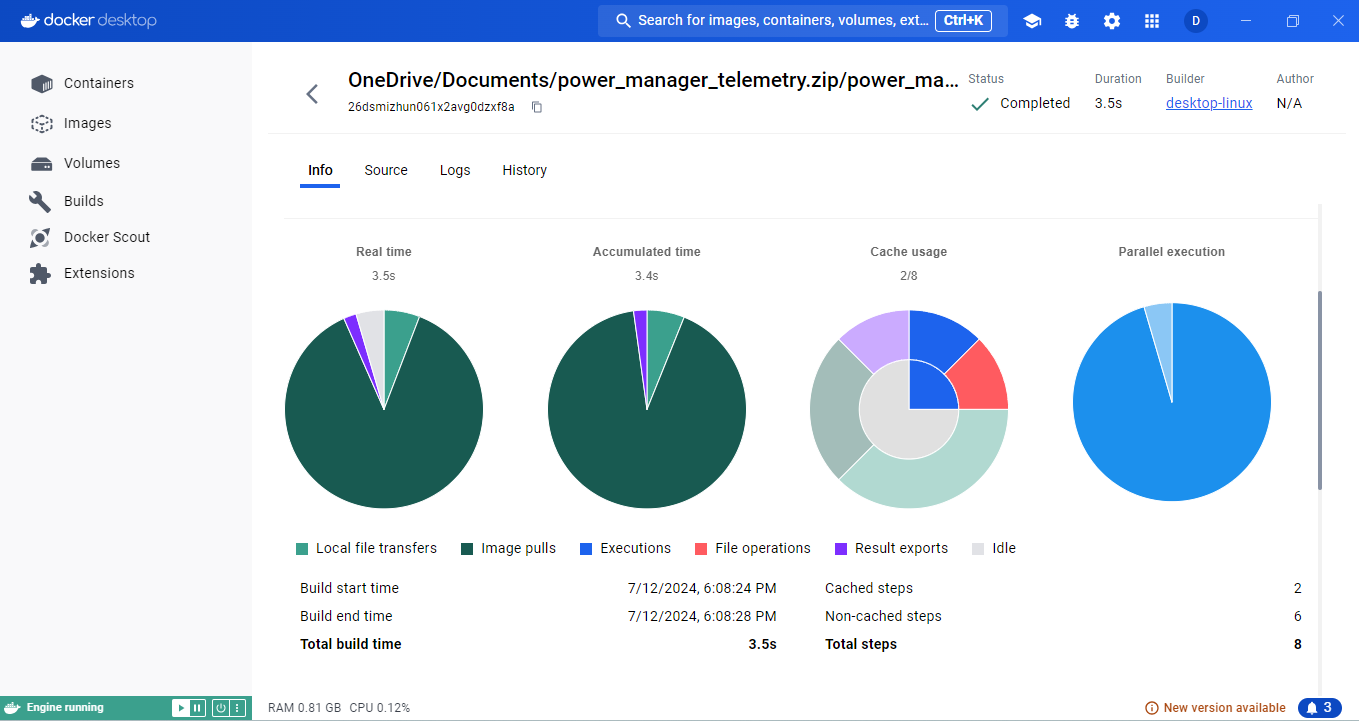 docker desktop
Search for images, containers, volumes, ext... Ctrl+K
D
Containers
Images
Volumes
Builds
Docker Scout
Extensions
OneDrive/Documents/power_manager_telemetry.zip/power_ma...
26dsmizhun061x2avg0dzxf8a
Status
Completed
Duration
3.5s
Builder
desktop-linux
Author
N/A
Info Source Logs History
Real time
3.5s
Accumulated time
3.4s
Cache usage
2/8
Parallel execution
Local file transfers Image pulls Executions File operations Result exports Idle
Build start time 7/12/2024, 6:08:24 PM
Build end time 7/12/2024, 6:08:28 PM
Total build time 3.5s
Cached steps 2
Non-cached steps 6
Total steps 8
Engine running
RAM 0.81 GB CPU 0.12%
New version available
3